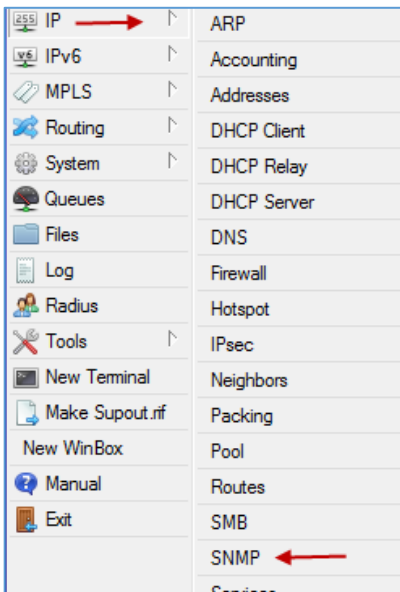 255 IP
v6 IPv6
MPLS
Routing
System
Queues
Files
Log
Radius
Tools
New Terminal
Make Supout.rif
New WinBox
Manual
Exit
ARP
Accounting
Addresses
DHCP Client
DHCP Relay
DHCP Server
DNS
Firewall
Hotspot
IPsec
Neighbors
Packing
Pool
Routes
SMB
SNMP
Services